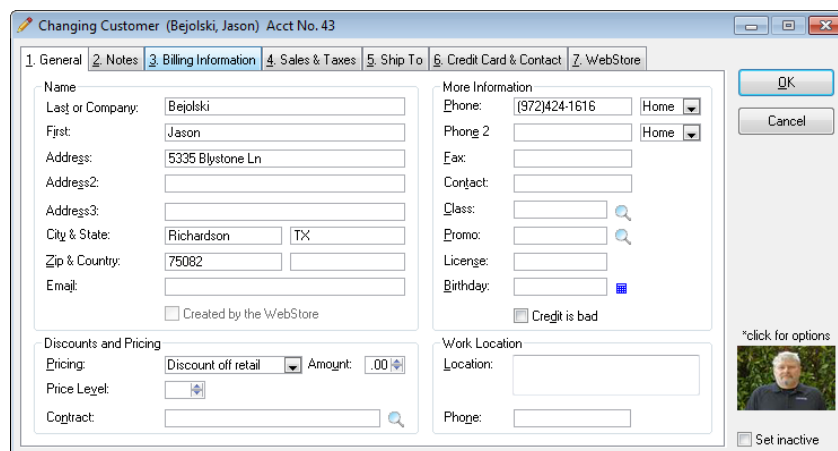 Changing Customer (Bejolski, Jason) Acct No. 43
1. General 2. Notes 3. Billing Information 4. Sales & Taxes 5. Ship To 6. Credit Card & Contact 7. WebStore
OK
Cancel
Name
Last or Company: Bejolski
First: Jason
Address: 5335 Blystone Ln
Address2:
Address3:
City & State: Richardson TX
Zip & Country: 75082
Email:
Created by the WebStore
More Information
Phone: (972)424-1616 Home
Phone 2 Home
Fax:
Contact:
Class:
Promo:
License:
Birthday:
Credit is bad
Discounts and Pricing
Pricing: Discount off retail Amount: .00
Price Level:
Contract:
Work Location
Location:
Phone:
*click for options
Set inactive